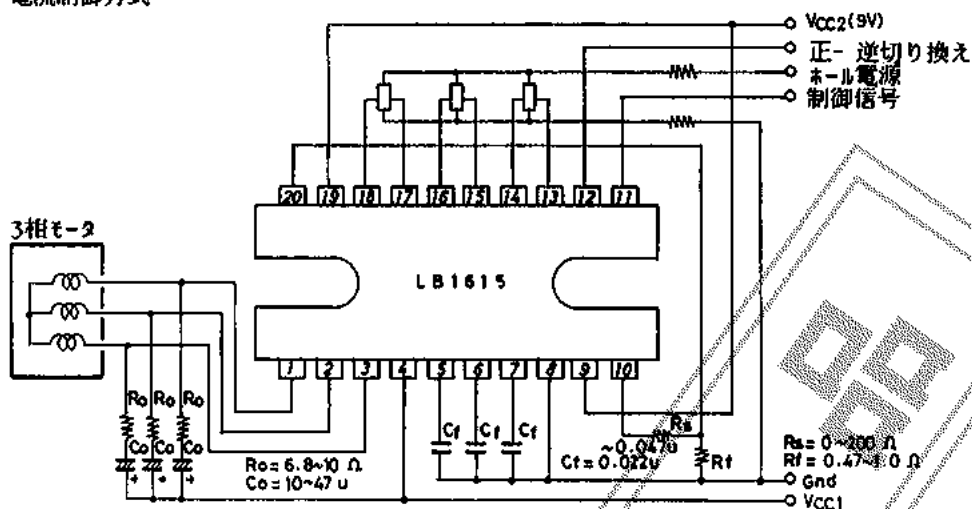 VCC2(9V)
正-逆切り換え
ホール電源
制御信号
20 19 18 17 16 15 14 13 12 11
3相モータ
LB1615
1 2 3 4 5 6 7 8 9 10
Ro Ro Ro
Co Co Co
+ + +
Cf Cf Cf
Rs
~0.047u
Cf=0.022u
Rf
Ro=6.8~10 Ω
Co=10~47u
Rs=0~200 Ω
Rf=0.47~1.0 Ω
Gnd
VCC1